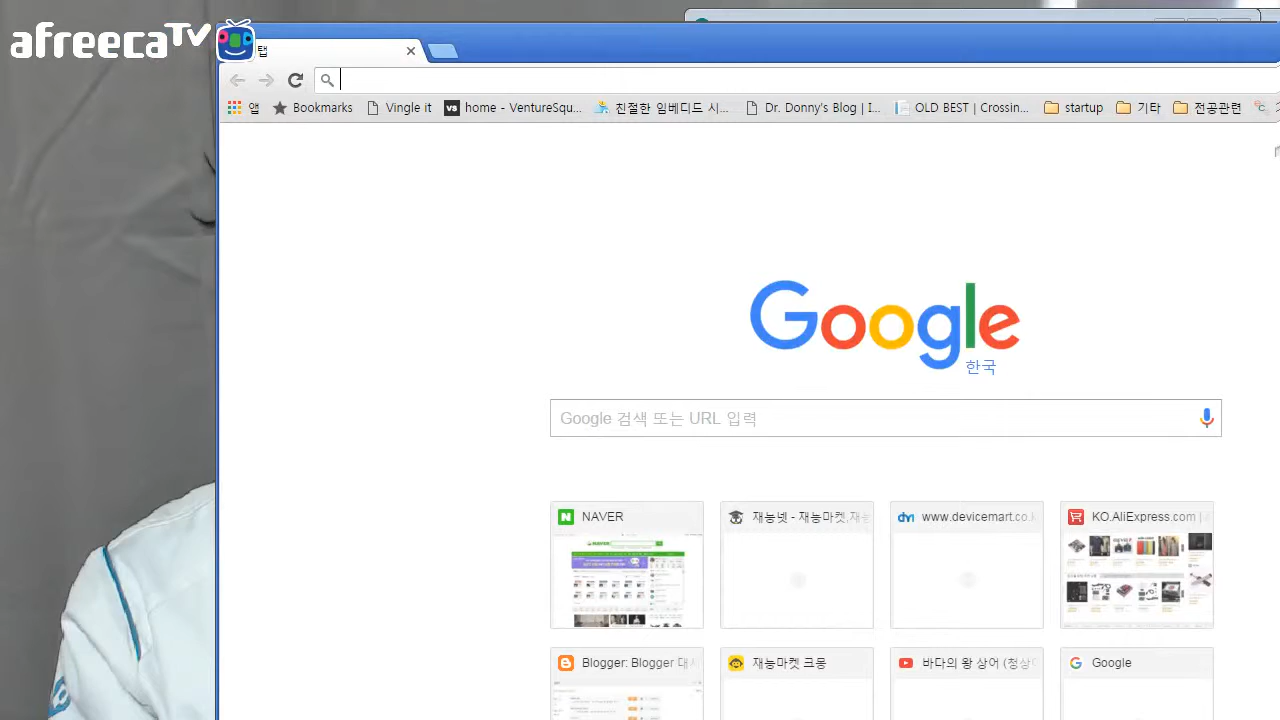 afreecaTV
탭
앱 Bookmarks Vingle it home - VentureSqu... 친절한 임베디드 시... Dr. Donny's Blog | I... OLD BEST | Crossin... startup 기타 전공관련
Google
한국
Google 검색 또는 URL 입력
NAVER 재능넷 - 재능마켓,재능 www.devicemart.co.k KO.AliExpress.com |
Blogger: Blogger 대시 재능마켓 크몽 바다의 왕 상어 (청상아 Google